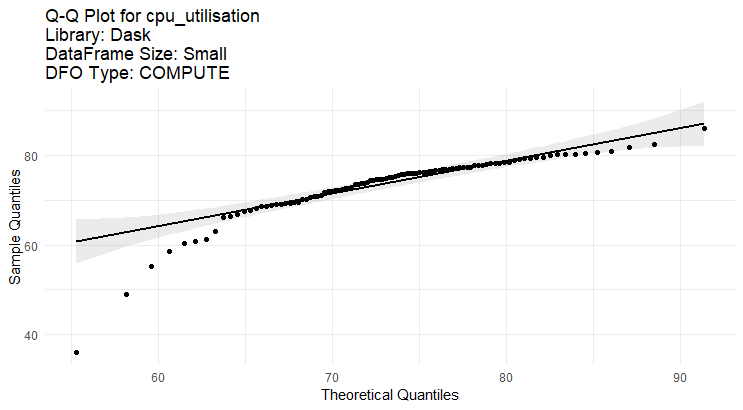 Q-Q Plot for cpu_utilisation
Library: Dask
DataFrame Size: Small
DFO Type: COMPUTE
80
60
40
Sample Quantiles
60
70
80
90
Theoretical Quantiles